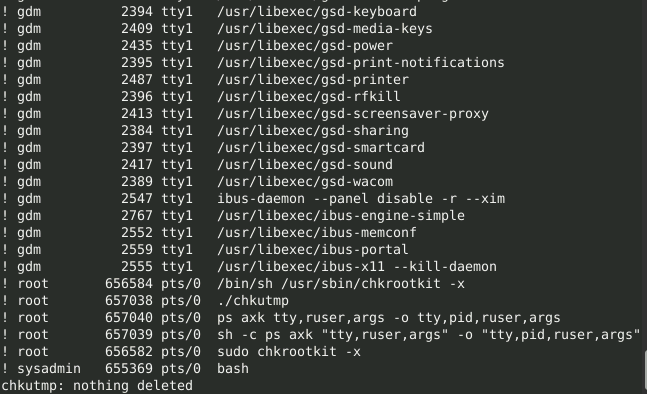 ! gdm          2394 tty1   /usr/libexec/gsd-keyboard
! gdm          2409 tty1   /usr/libexec/gsd-media-keys
! gdm          2435 tty1   /usr/libexec/gsd-power
! gdm          2395 tty1   /usr/libexec/gsd-print-notifications
! gdm          2487 tty1   /usr/libexec/gsd-printer
! gdm          2396 tty1   /usr/libexec/gsd-rfkill
! gdm          2413 tty1   /usr/libexec/gsd-screensaver-proxy
! gdm          2384 tty1   /usr/libexec/gsd-sharing
! gdm          2397 tty1   /usr/libexec/gsd-smartcard
! gdm          2417 tty1   /usr/libexec/gsd-sound
! gdm          2389 tty1   /usr/libexec/gsd-wacom
! gdm          2547 tty1   ibus-daemon --panel disable -r --xim
! gdm          2767 tty1   /usr/libexec/ibus-engine-simple
! gdm          2552 tty1   /usr/libexec/ibus-memconf
! gdm          2559 tty1   /usr/libexec/ibus-portal
! gdm          2555 tty1   /usr/libexec/ibus-x11 --kill-daemon
! root       656584 pts/0  /bin/sh /usr/sbin/chkrootkit -x
! root       657038 pts/0  ./chkutmp
! root       657040 pts/0  ps axk tty,ruser,args -o tty,pid,ruser,args
! root       657039 pts/0  sh -c ps axk "tty,ruser,args" -o "tty,pid,ruser,args"
! root       656582 pts/0  sudo chkrootkit -x
! sysadmin   655369 pts/0  bash
chkutmp: nothing deleted